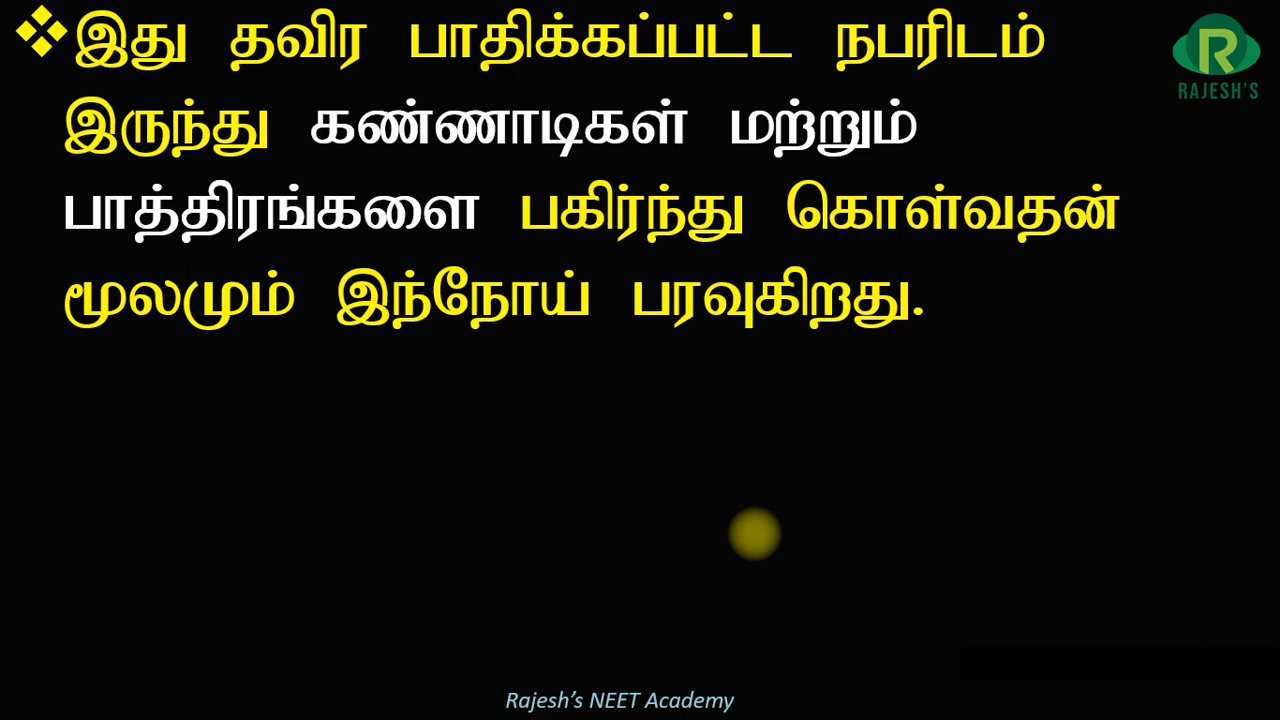 ❖இது தவிர பாதிக்கப்பட்ட நபரிடம்
இருந்து கண்ணாடிகள் மற்றும்
பாத்திரங்களை பகிர்ந்து கொள்வதன்
மூலமும் இந்நோய் பரவுகிறது.
R
RAJESH'S
Rajesh's NEET Academy